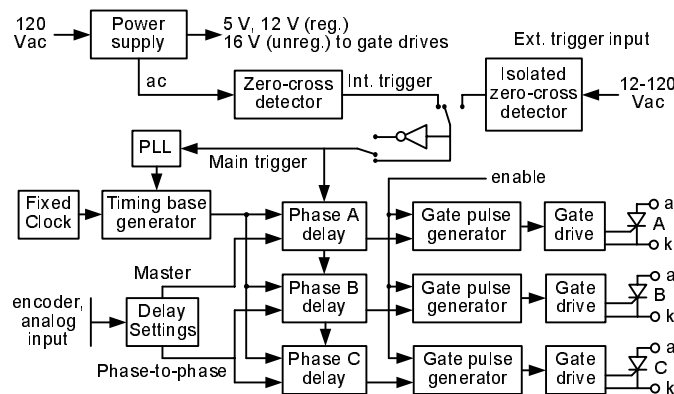 120
Vac
Power
supply
5 V, 12 V (reg.)
16 V (unreg.) to gate drives
Ext. trigger input
ac
Zero-cross
detector
Int. trigger
Isolated
zero-cross
detector
12-120
Vac
PLL
Main trigger
enable
Fixed
Clock
Timing base
generator
Phase A
delay
Gate pulse
generator
Gate
drive
a
A
k
Master
encoder,
analog
input
Delay
Settings
Phase B
delay
Gate pulse
generator
Gate
drive
a
B
k
Phase-to-phase
Phase C
delay
Gate pulse
generator
Gate
drive
a
C
k